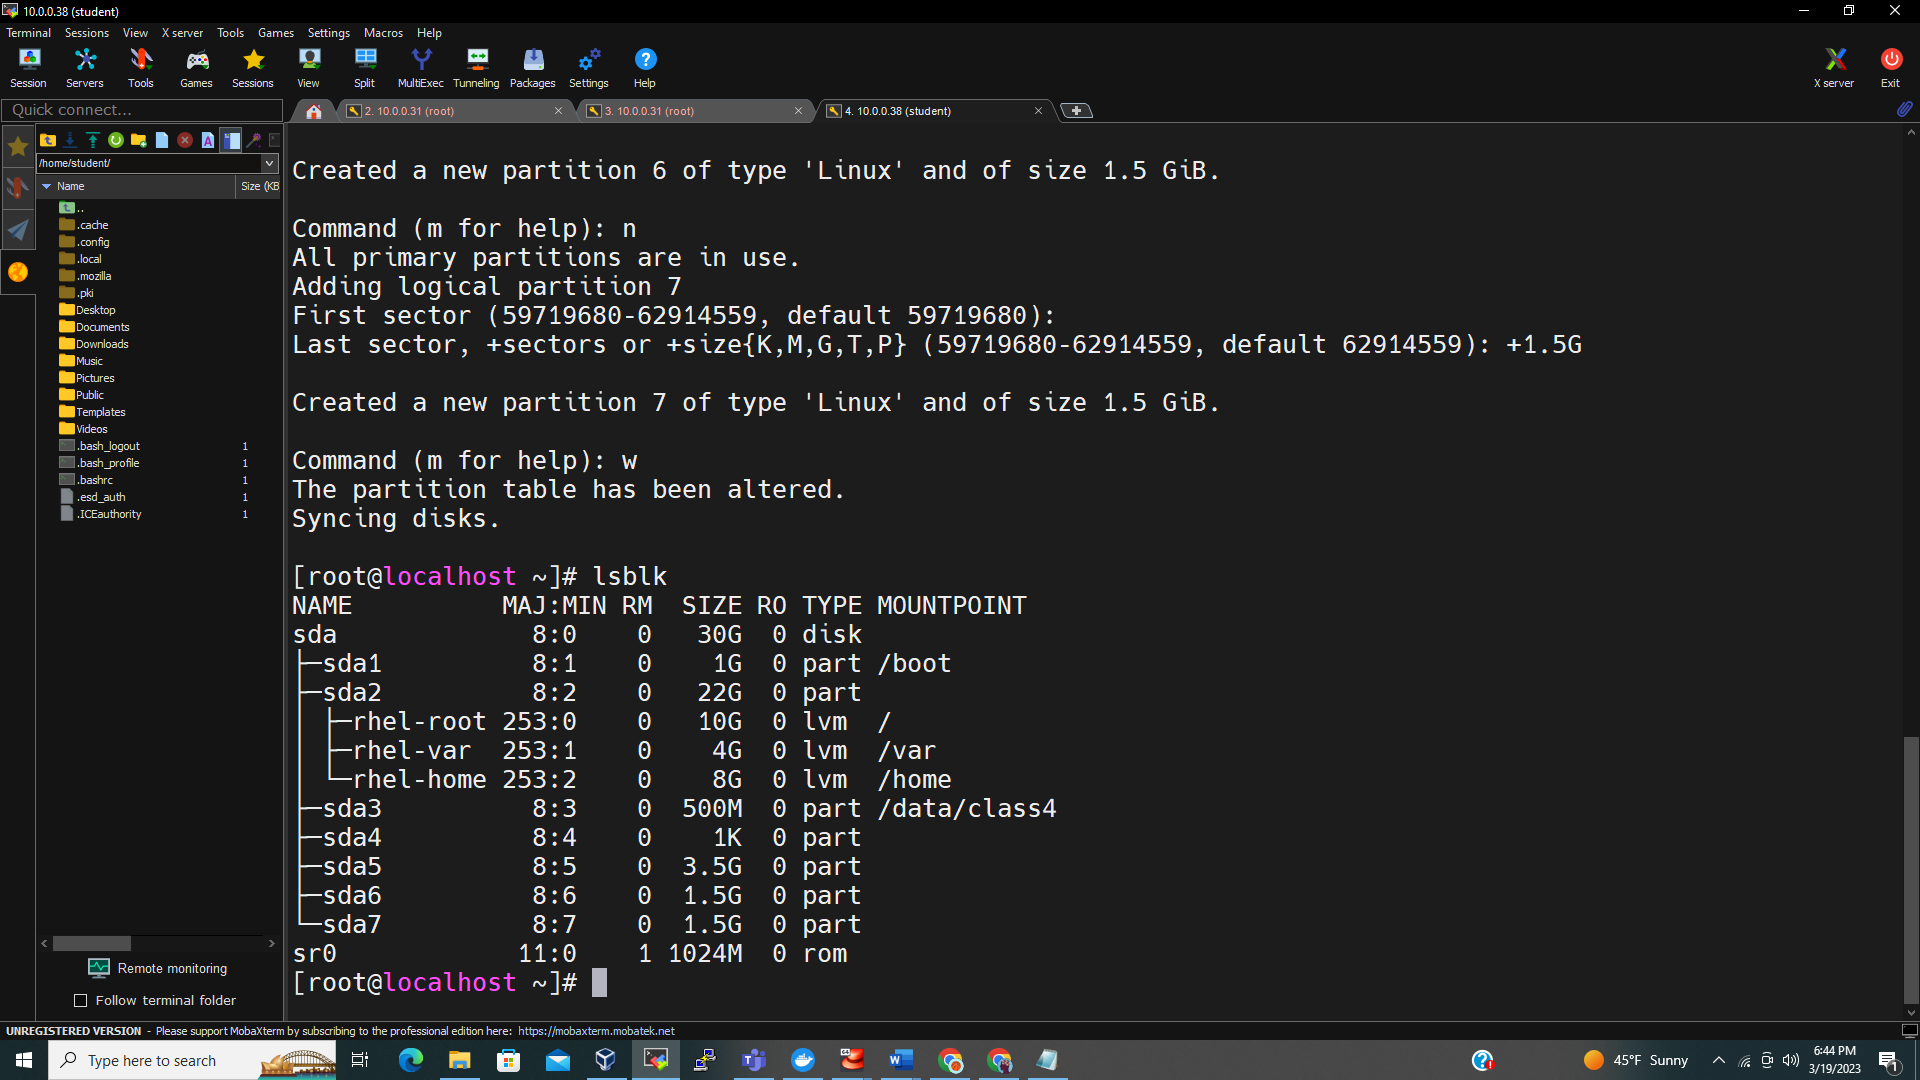 10.0.0.38 (student)
Terminal Sessions View X server Tools Games Settings Macros Help
Session Servers Tools Games Sessions View Split MultiExec Tunneling Packages Settings Help X server Exit
Quick connect...
2. 10.0.0.31 (root)
3. 10.0.0.31 (root)
4. 10.0.0.38 (student)
/home/student/
Name Size (KB
..
.cache
.config
.local
.mozilla
.pki
Desktop
Documents
Downloads
Music
Pictures
Public
Templates
Videos
.bash_logout 1
.bash_profile 1
.bashrc 1
.esd_auth 1
.ICEauthority 1
Remote monitoring
Follow terminal folder
Created a new partition 6 of type 'Linux' and of size 1.5 GiB.
Command (m for help): n
All primary partitions are in use.
Adding logical partition 7
First sector (59719680-62914559, default 59719680):
Last sector, +sectors or +size{K,M,G,T,P} (59719680-62914559, default 62914559): +1.5G
Created a new partition 7 of type 'Linux' and of size 1.5 GiB.
Command (m for help): w
The partition table has been altered.
Syncing disks.
[root@localhost ~]# lsblk
NAME          MAJ:MIN RM  SIZE RO TYPE MOUNTPOINT
sda             8:0    0   30G  0 disk
├─sda1          8:1    0    1G  0 part /boot
├─sda2          8:2    0   22G  0 part
│ ├─rhel-root 253:0    0   10G  0 lvm  /
│ ├─rhel-var  253:1    0    4G  0 lvm  /var
│ └─rhel-home 253:2    0    8G  0 lvm  /home
├─sda3          8:3    0  500M  0 part /data/class4
├─sda4          8:4    0    1K  0 part
├─sda5          8:5    0  3.5G  0 part
├─sda6          8:6    0  1.5G  0 part
└─sda7          8:7    0  1.5G  0 part
sr0            11:0    1 1024M  0 rom
[root@localhost ~]#
UNREGISTERED VERSION - Please support MobaXterm by subscribing to the professional edition here: https://mobaxterm.mobatek.net
Type here to search
45°F Sunny
6:44 PM
3/19/2023
1